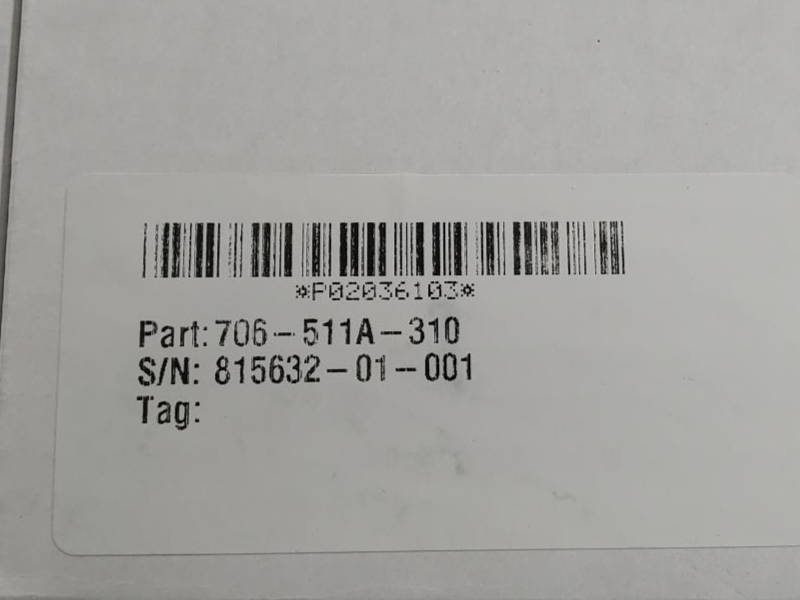 *P02036103*
Part: 706-511A-310
S/N: 815632-01-001
Tag: